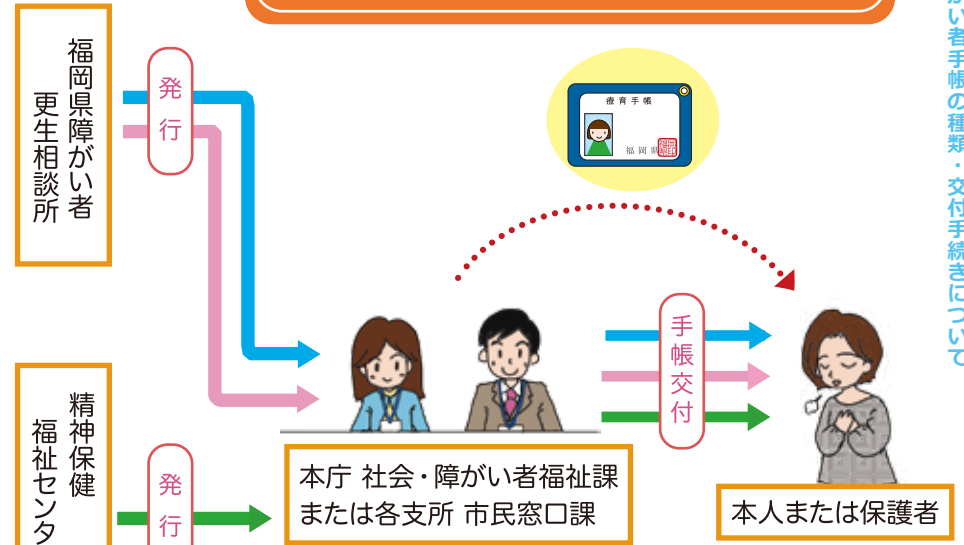 福岡県障がい者
更生相談所
発行
療育手帳
福岡県
手帳交付
精神保健
福祉センタ
発行
本庁 社会・障がい者福祉課
または各支所 市民窓口課
本人または保護者
がい者手帳の種類・交付手続きについて